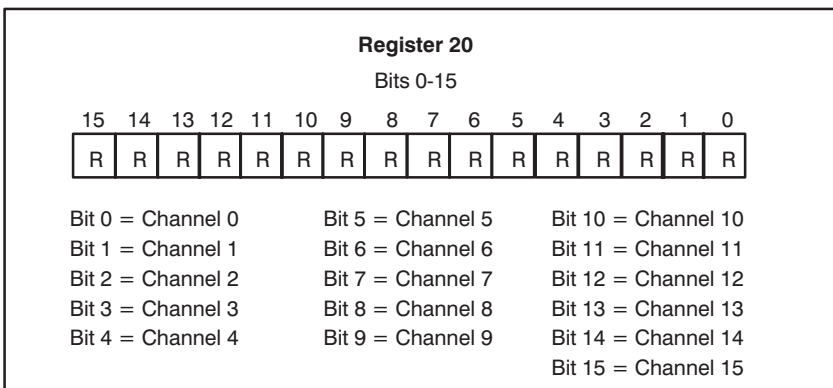 Register 20
Bits 0-15
15 14 13 12 11 10 9 8 7 6 5 4 3 2 1 0
R R R R R R R R R R R R R R R R
Bit 0 = Channel 0 Bit 5 = Channel 5 Bit 10 = Channel 10
Bit 1 = Channel 1 Bit 6 = Channel 6 Bit 11 = Channel 11
Bit 2 = Channel 2 Bit 7 = Channel 7 Bit 12 = Channel 12
Bit 3 = Channel 3 Bit 8 = Channel 8 Bit 13 = Channel 13
Bit 4 = Channel 4 Bit 9 = Channel 9 Bit 14 = Channel 14
Bit 15 = Channel 15